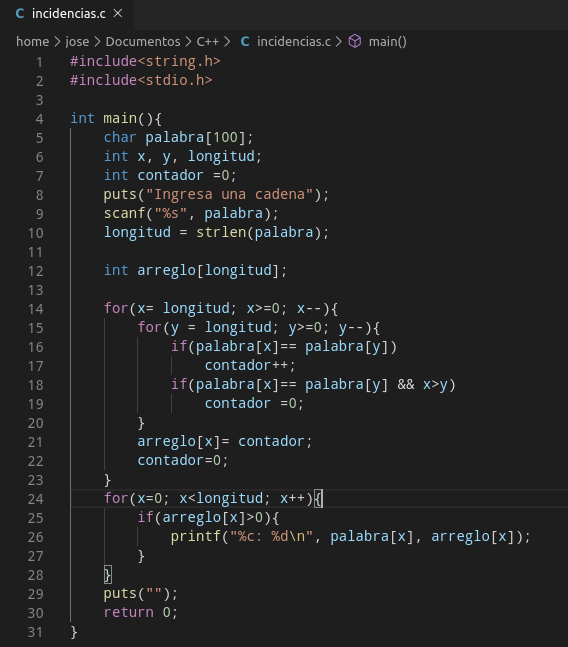 C incidencias.c ×
home > jose > Documentos > C++ > C incidencias.c > main()
1 #include<string.h>
2 #include<stdio.h>
3
4 int main(){
5     char palabra[100];
6     int x, y, longitud;
7     int contador =0;
8     puts("Ingresa una cadena");
9     scanf("%s", palabra);
10     longitud = strlen(palabra);
11
12     int arreglo[longitud];
13
14     for(x= longitud; x>=0; x--){
15         for(y = longitud; y>=0; y--){
16             if(palabra[x]== palabra[y])
17                 contador++;
18             if(palabra[x]== palabra[y] && x>y)
19                 contador =0;
20         }
21         arreglo[x]= contador;
22         contador=0;
23     }
24     for(x=0; x<longitud; x++){
25         if(arreglo[x]>0){
26             printf("%c: %d\n", palabra[x], arreglo[x]);
27         }
28     }
29     puts("");
30     return 0;
31 }